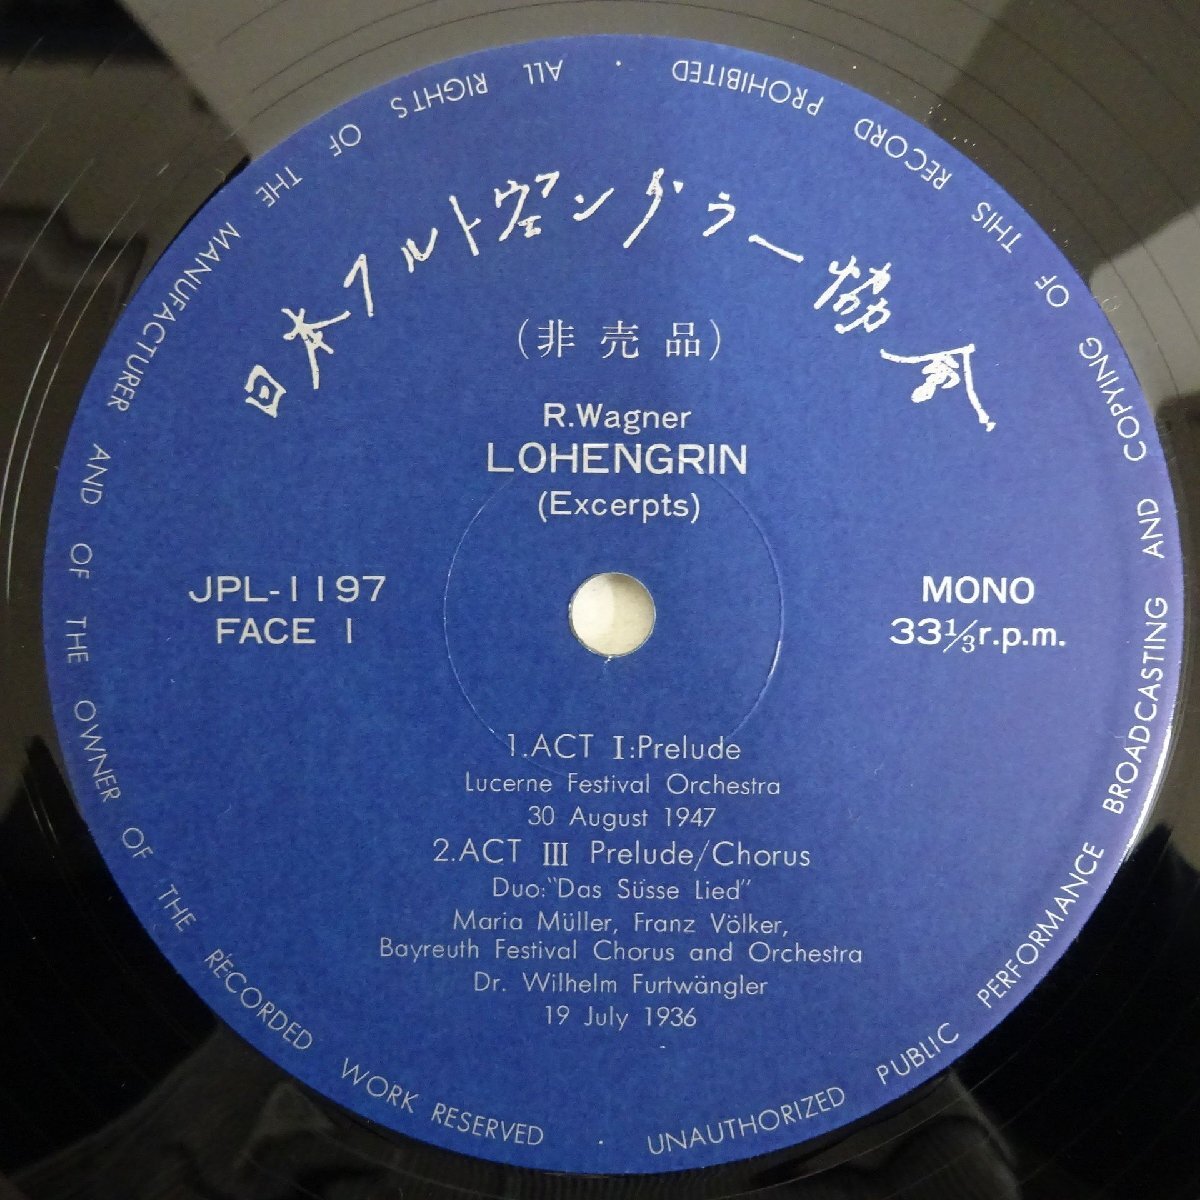 日本フルトヴェングラー協会
(非売品)
R.Wagner
LOHENGRIN
(Excerpts)
JPL-1197
FACE 1
MONO
33 1/3 r.p.m.
1.ACT I:Prelude
Lucerne Festival Orchestra
30 August 1947
2.ACT III Prelude/Chorus
Duo:"Das Süsse Lied"
Maria Müller, Franz Völker,
Bayreuth Festival Chorus and Orchestra
Dr. Wilhelm Furtwängler
19 July 1936
ALL RIGHTS OF THE MANUFACTURER AND OF THE OWNER OF THE RECORDED WORK RESERVED · UNAUTHORIZED PUBLIC PERFORMANCE BROADCASTING AND COPYING OF THIS RECORD PROHIBITED ·